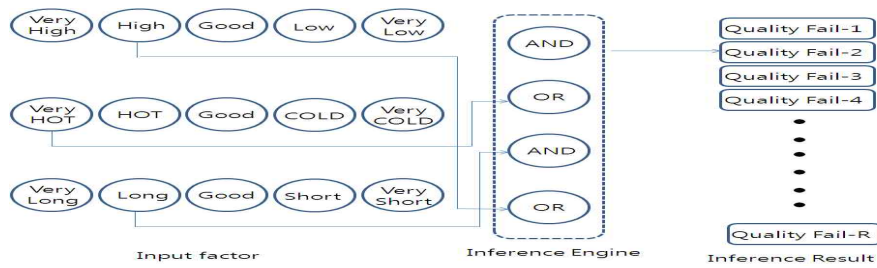 Very High
High
Good
Low
Very Low
Very HOT
HOT
Good
COLD
Very COLD
Very Long
Long
Good
Short
Very Short
Input factor
AND
OR
AND
OR
Inference Engine
Quality Fail-1
Quality Fail-2
Quality Fail-3
Quality Fail-4
Quality Fail-R
Inference Result